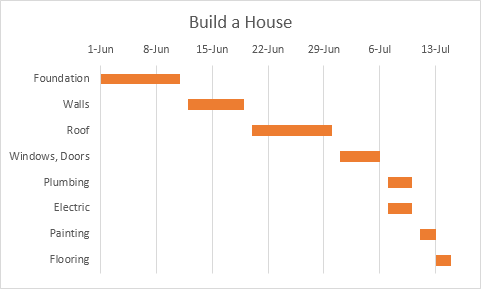 Build a House
1-Jun 8-Jun 15-Jun 22-Jun 29-Jun 6-Jul 13-Jul
Foundation
Walls
Roof
Windows, Doors
Plumbing
Electric
Painting
Flooring